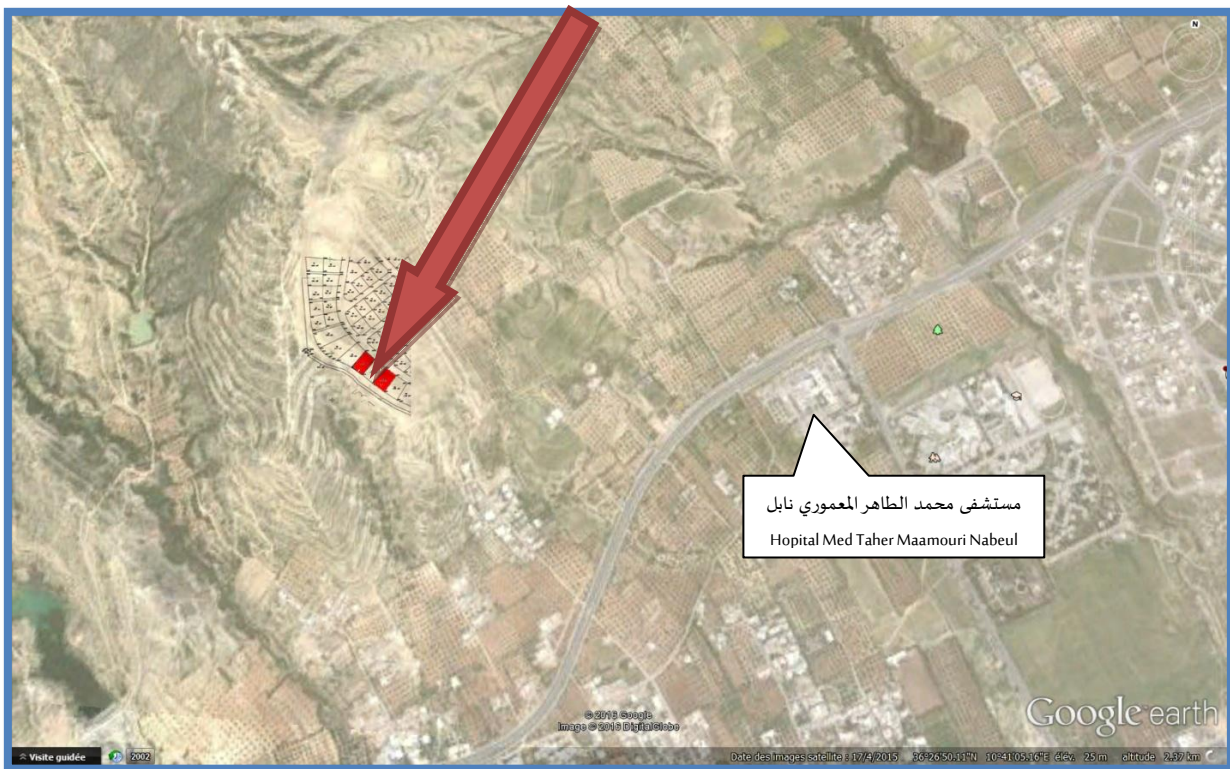 N
مستشفى محمد الطاهر المعموري نابل
Hopital Med Taher Maamouri Nabeul
© 2016 Google
Image © 2016 DigitalGlobe
Google earth
Visite guidée
2002
Date des images satellite : 17/4/2015 36°26'50.11"N 10°41'05.16"E élév. 25 m altitude 2.37 km